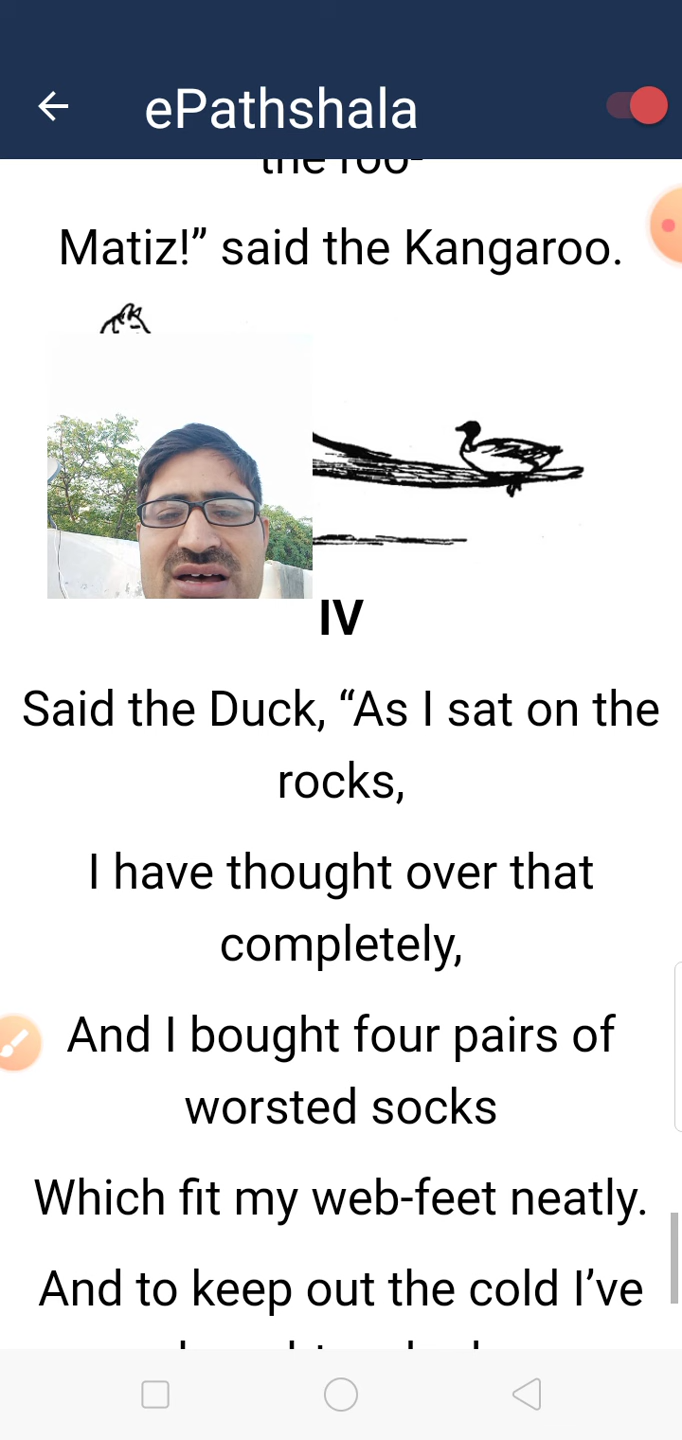 ePathshala
the roo-
Matiz!” said the Kangaroo.
IV
Said the Duck, “As I sat on the
rocks,
I have thought over that
completely,
And I bought four pairs of
worsted socks
Which fit my web-feet neatly.
And to keep out the cold I’ve